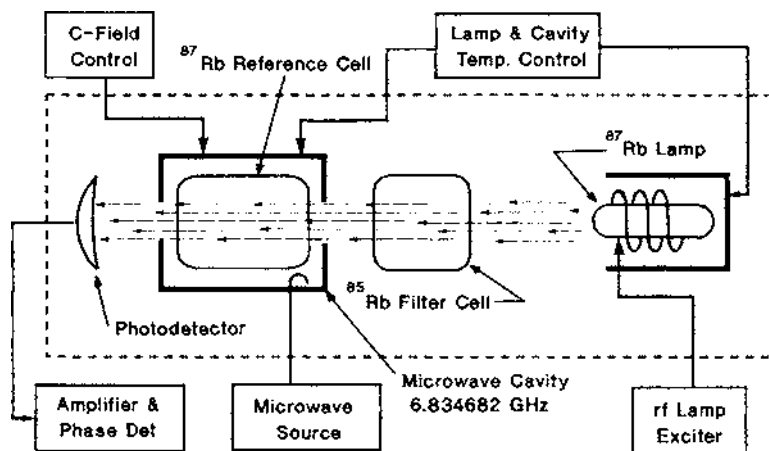 C-Field
Control
87Rb Reference Cell
Lamp & Cavity
Temp. Control
87Rb Lamp
85Rb Filter Cell
Photodetector
Amplifier &
Phase Det
Microwave
Source
Microwave Cavity
6.834682 GHz
rf Lamp
Exciter